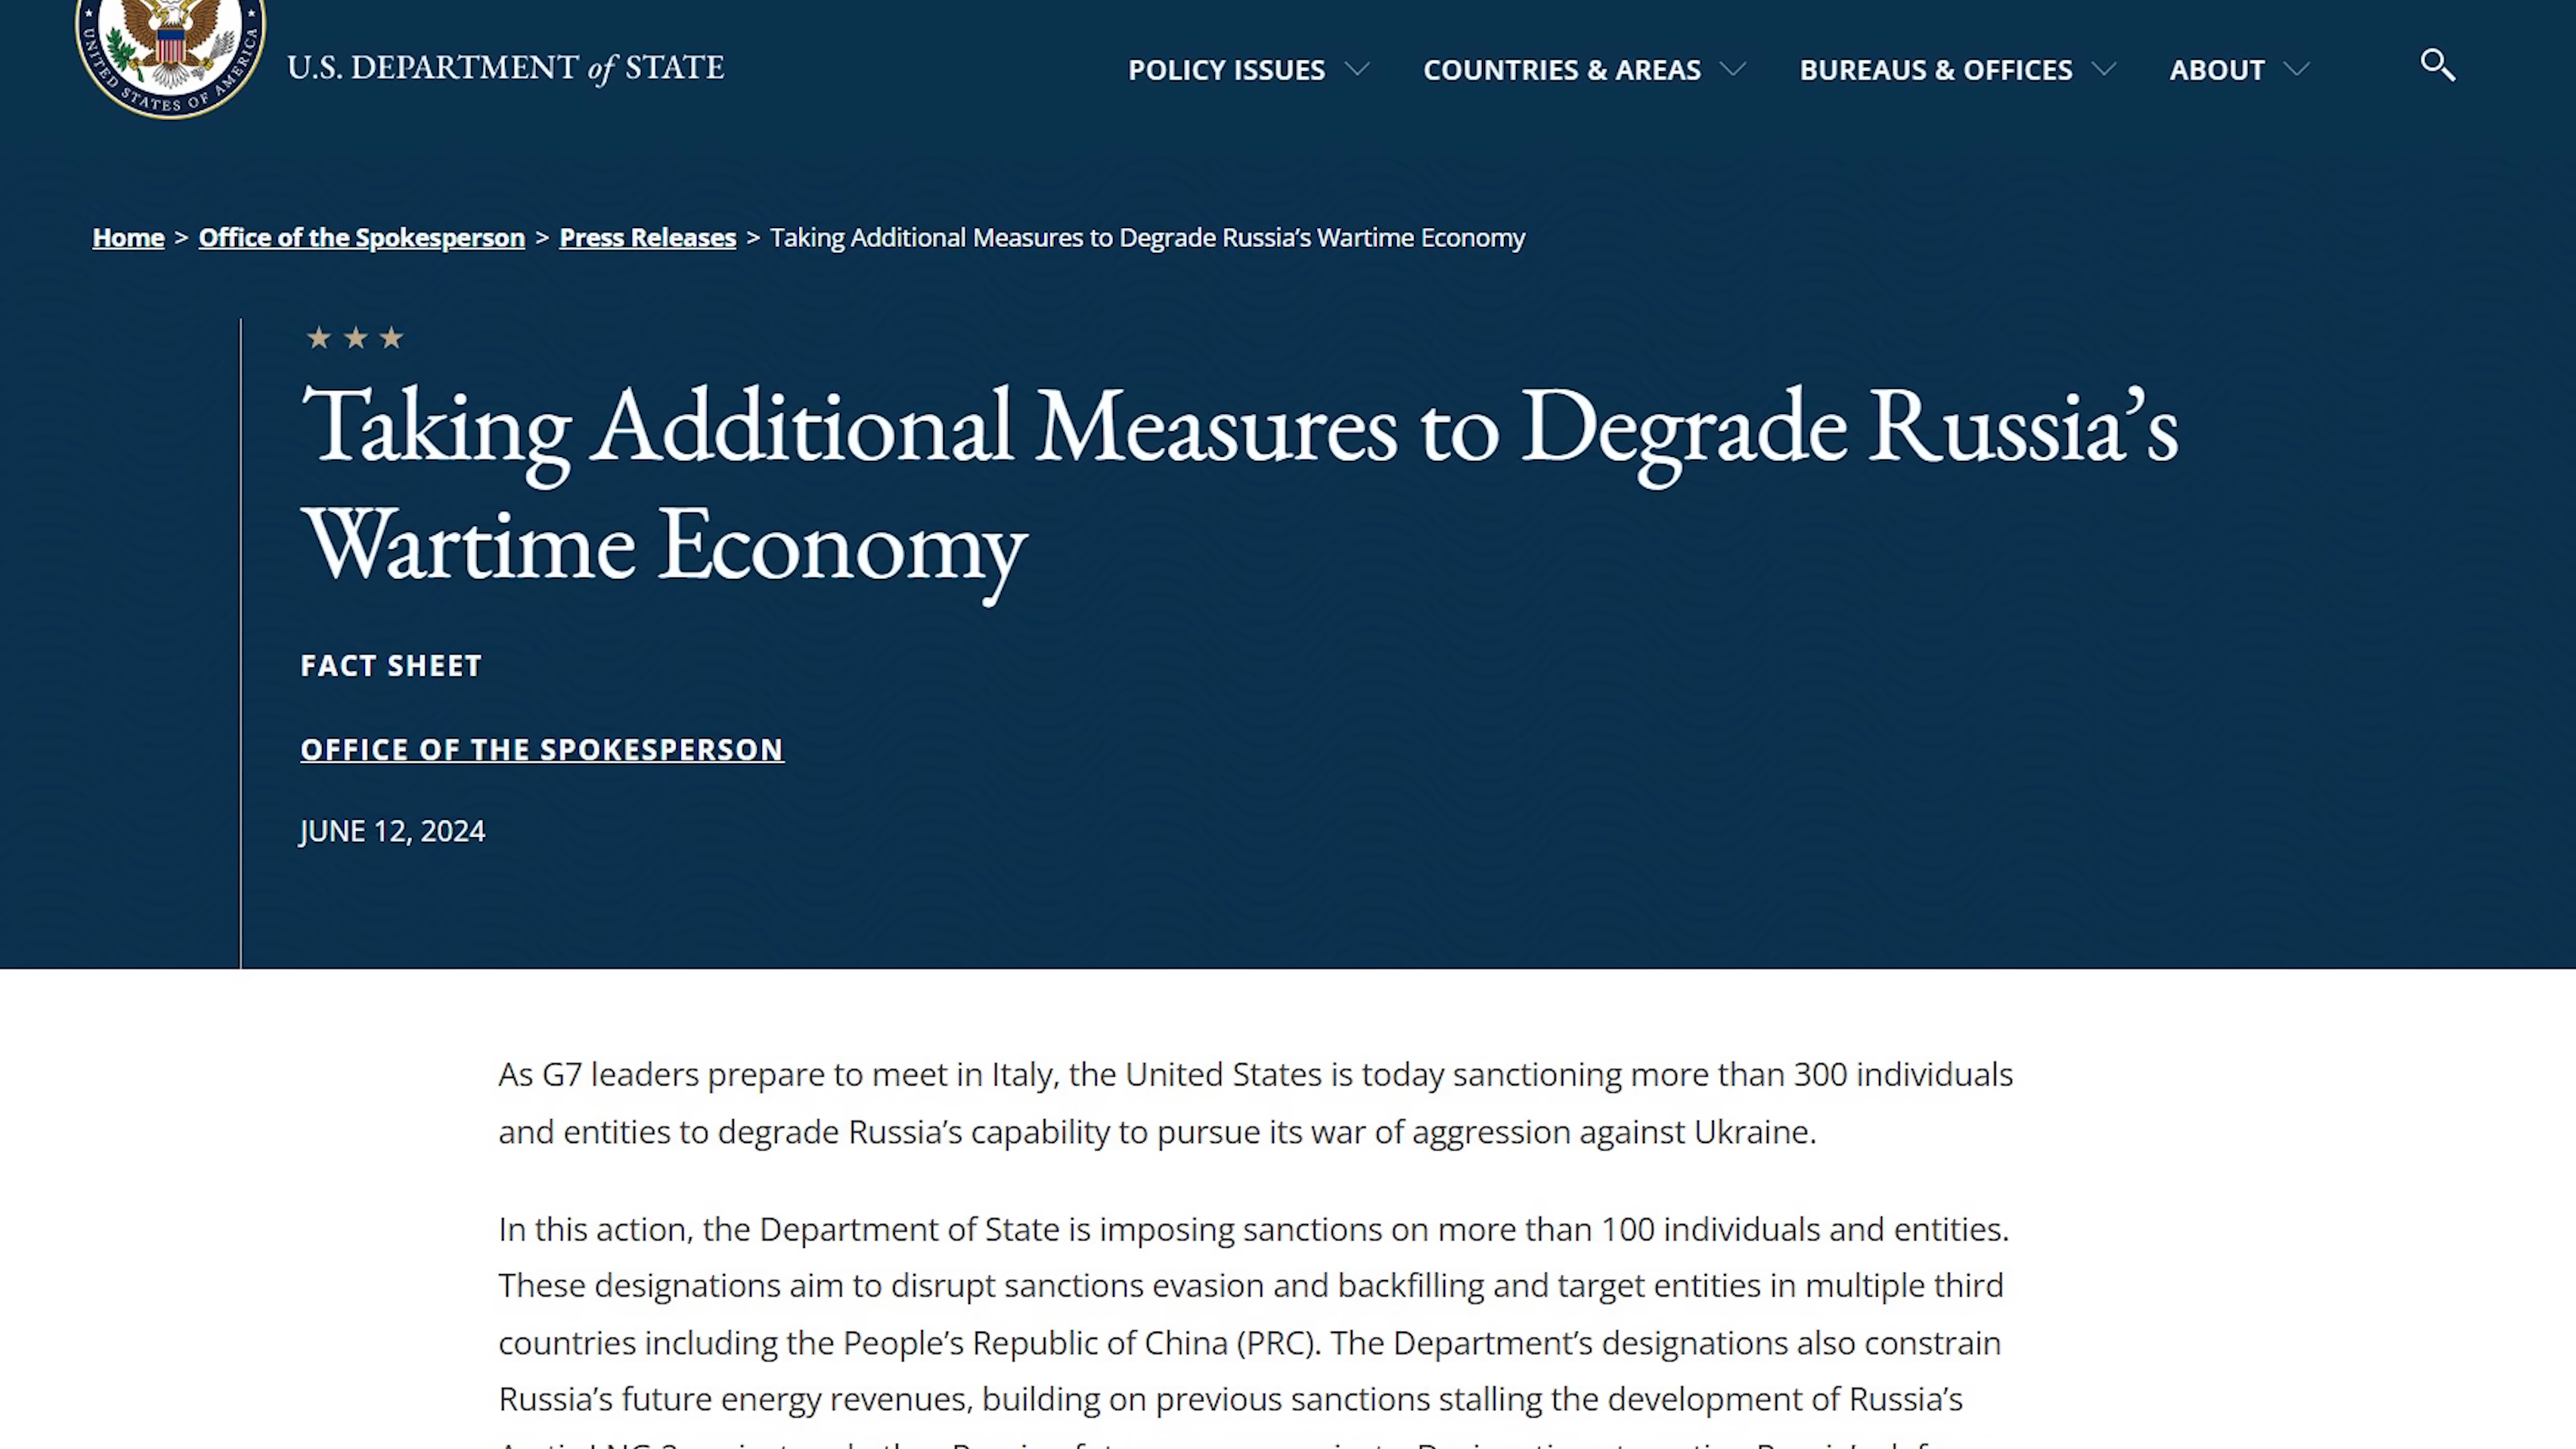 UNITED STATES OF AMERICA
U.S. DEPARTMENT of STATE
POLICY ISSUES
COUNTRIES & AREAS
BUREAUS & OFFICES
ABOUT
Home > Office of the Spokesperson > Press Releases > Taking Additional Measures to Degrade Russia’s Wartime Economy
Taking Additional Measures to Degrade Russia’s
Wartime Economy
FACT SHEET
OFFICE OF THE SPOKESPERSON
JUNE 12, 2024
As G7 leaders prepare to meet in Italy, the United States is today sanctioning more than 300 individuals
and entities to degrade Russia’s capability to pursue its war of aggression against Ukraine.
In this action, the Department of State is imposing sanctions on more than 100 individuals and entities.
These designations aim to disrupt sanctions evasion and backfilling and target entities in multiple third
countries including the People’s Republic of China (PRC). The Department’s designations also constrain
Russia’s future energy revenues, building on previous sanctions stalling the development of Russia’s